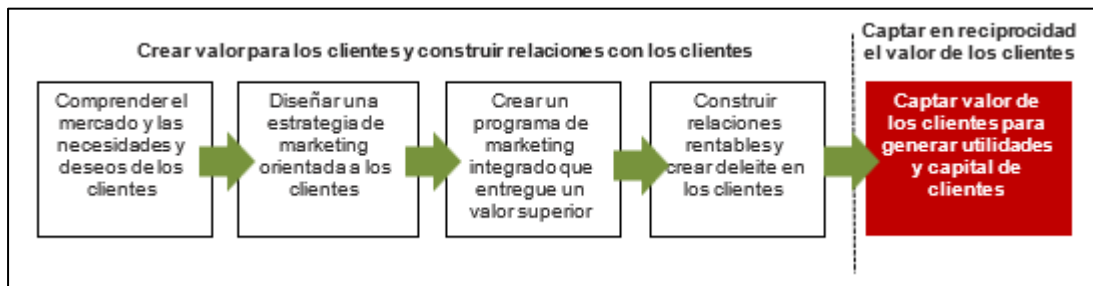 Crear valor para los clientes y construir relaciones con los clientes
Captar en reciprocidad
el valor de los clientes
Comprender el
mercado y las
necesidades y
deseos de los
clientes
Diseñar una
estrategia de
marketing
orientada a los
clientes
Crear un
programa de
marketing
integrado que
entregue un
valor superior
Construir
relaciones
rentables y
crear deleite en
los clientes
Captar valor de
los clientes para
generar utilidades
y capital de
clientes